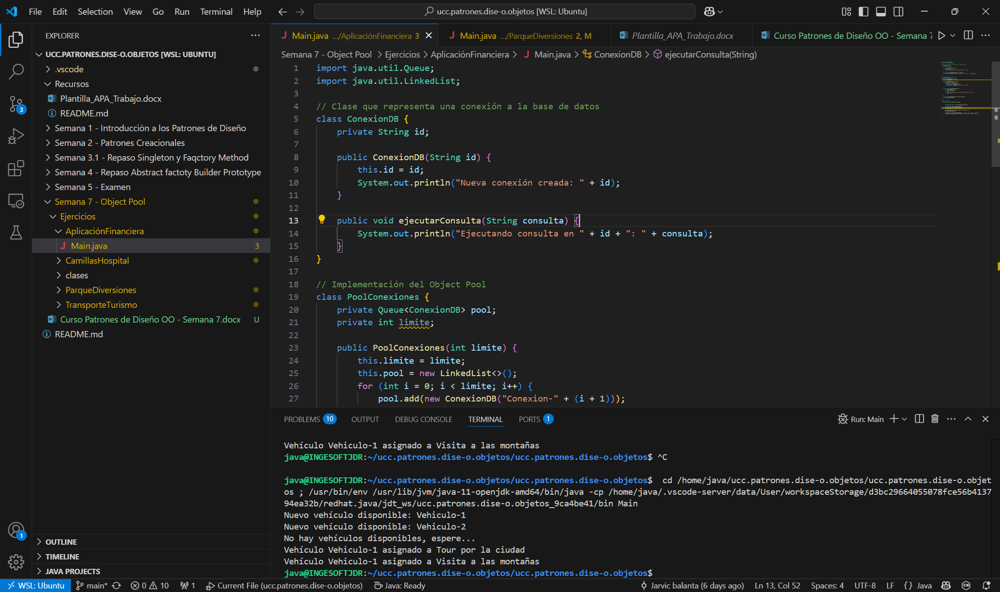 File Edit Selection View Go Run Terminal Help
ucc.patrones.dise-o.objetos [WSL: Ubuntu]
EXPLORER
UCC.PATRONES.DISE-O.OBJETOS [WSL: UBUNTU]
.vscode
Recursos
Plantilla_APA_Trabajo.docx
README.md
Semana 1 - Introducción a los Patrones de Diseño
Semana 2 - Patrones Creacionales
Semana 3.1 - Repaso Singleton y Faqctory Method
Semana 4 - Repaso Abstract factoty Builder Prototype
Semana 5 - Examen
Semana 7 - Object Pool
Ejercicios
AplicaciónFinanciera
Main.java 3
CamillasHospital
clases
ParqueDiversiones
TransporteTurismo
Curso Patrones de Diseño OO - Semana 7.docx U
README.md
3
1
OUTLINE
TIMELINE
JAVA PROJECTS
Main.java .../AplicaciónFinanciera 3
Main.java .../ParqueDiversiones 2, M
Plantilla_APA_Trabajo.docx
Curso Patrones de Diseño OO - Semana 7
Semana 7 - Object Pool > Ejercicios > AplicaciónFinanciera > Main.java > ConexionDB > ejecutarConsulta(String)
1 import java.util.Queue;
2 import java.util.LinkedList;
3
4 // Clase que representa una conexión a la base de datos
5 class ConexionDB {
6 private String id;
7
8 public ConexionDB(String id) {
9 this.id = id;
10 System.out.println("Nueva conexión creada: " + id);
11 }
12
13 public void ejecutarConsulta(String consulta) {
14 System.out.println("Ejecutando consulta en " + id + ": " + consulta);
15 }
16 }
17
18 // Implementación del Object Pool
19 class PoolConexiones {
20 private Queue<ConexionDB> pool;
21 private int limite;
22
23 public PoolConexiones(int limite) {
24 this.limite = limite;
25 this.pool = new LinkedList<>();
26 for (int i = 0; i < limite; i++) {
27 pool.add(new ConexionDB("Conexion-" + (i + 1)));
PROBLEMS 10 OUTPUT DEBUG CONSOLE TERMINAL PORTS 1
Run: Main
Vehículo Vehiculo-1 asignado a Visita a las montañas
java@INGESOFTJDR:~/ucc.patrones.dise-o.objetos/ucc.patrones.dise-o.objetos$ ^C
java@INGESOFTJDR:~/ucc.patrones.dise-o.objetos/ucc.patrones.dise-o.objetos$ cd /home/java/ucc.patrones.dise-o.objetos/ucc.patrones.dise-o.objet
os ; /usr/bin/env /usr/lib/jvm/java-11-openjdk-amd64/bin/java -cp /home/java/.vscode-server/data/User/workspaceStorage/d3bc29664055078fce56b4137
94ea32b/redhat.java/jdt_ws/ucc.patrones.dise-o.objetos_9ca4be41/bin Main
Nuevo vehículo disponible: Vehiculo-1
Nuevo vehículo disponible: Vehiculo-2
No hay vehículos disponibles, espere...
Vehículo Vehiculo-1 asignado a Tour por la ciudad
Vehículo Vehiculo-1 asignado a Visita a las montañas
java@INGESOFTJDR:~/ucc.patrones.dise-o.objetos/ucc.patrones.dise-o.objetos$
WSL: Ubuntu main* 0 10 1 Current File (ucc.patrones.dise-o.objetos) Java: Ready Jarvic balanta (6 days ago) Ln 13, Col 52 Spaces: 4 UTF-8 LF {} Java